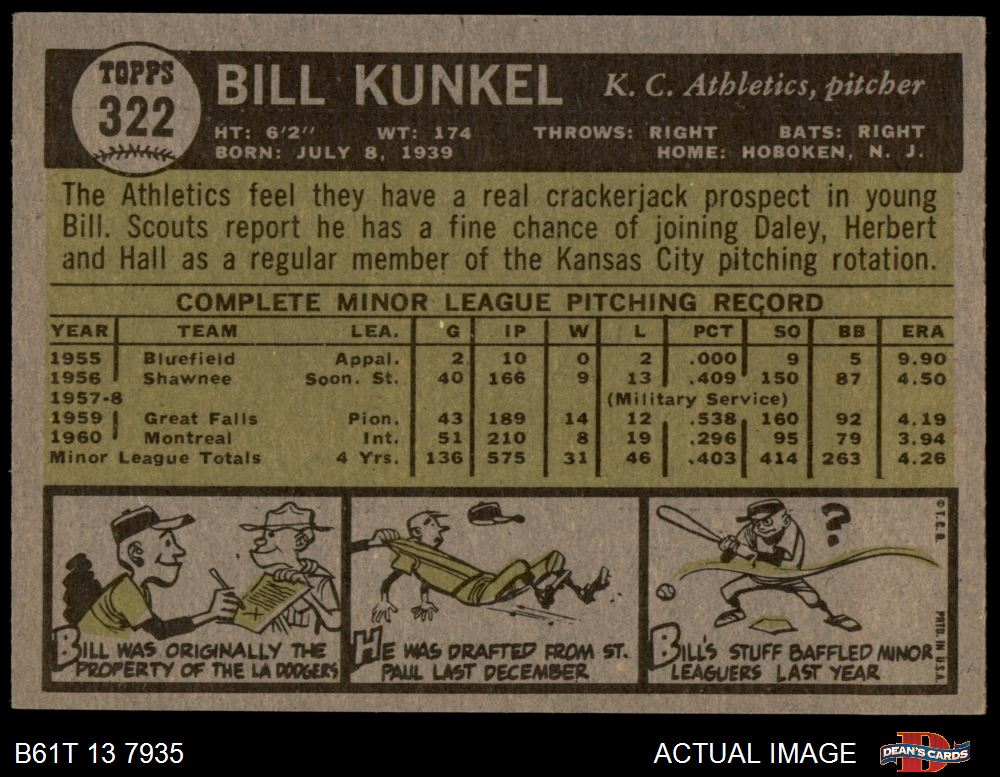 TOPPS
322
BILL KUNKEL K. C. Athletics, pitcher
HT: 6'2" WT: 174 THROWS: RIGHT BATS: RIGHT
BORN: JULY 8, 1939 HOME: HOBOKEN, N. J.
The Athletics feel they have a real crackerjack prospect in young
Bill. Scouts report he has a fine chance of joining Daley, Herbert
and Hall as a regular member of the Kansas City pitching rotation.
COMPLETE MINOR LEAGUE PITCHING RECORD
YEAR TEAM LEA. G IP W L PCT SO BB ERA
1955 Bluefield Appal. 2 10 0 2 .000 9 5 9.90
1956 Shawnee Soon. St. 40 166 9 13 .409 150 87 4.50
1957-8 (Military Service)
1959 Great Falls Pion. 43 189 14 12 .538 160 92 4.19
1960 Montreal Int. 51 210 8 19 .296 95 79 3.94
Minor League Totals 4 Yrs. 136 575 31 46 .403 414 263 4.26
BILL WAS ORIGINALLY THE
PROPERTY OF THE LA DODGERS
HE WAS DRAFTED FROM ST.
PAUL LAST DECEMBER
?
BILL'S STUFF BAFFLED MINOR
LEAGUERS LAST YEAR
© T.C.G.
PRTD. IN U.S.A.
B61T 13 7935 ACTUAL IMAGE DEAN'S CARDS